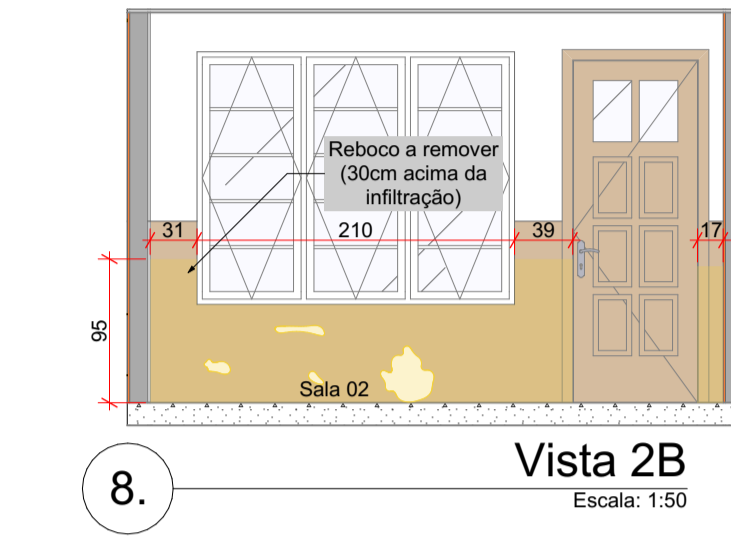 Reboco a remover
(30cm acima da
infiltração)
31
210
39
17
95
Sala 02
8.
Vista 2B
Escala: 1:50